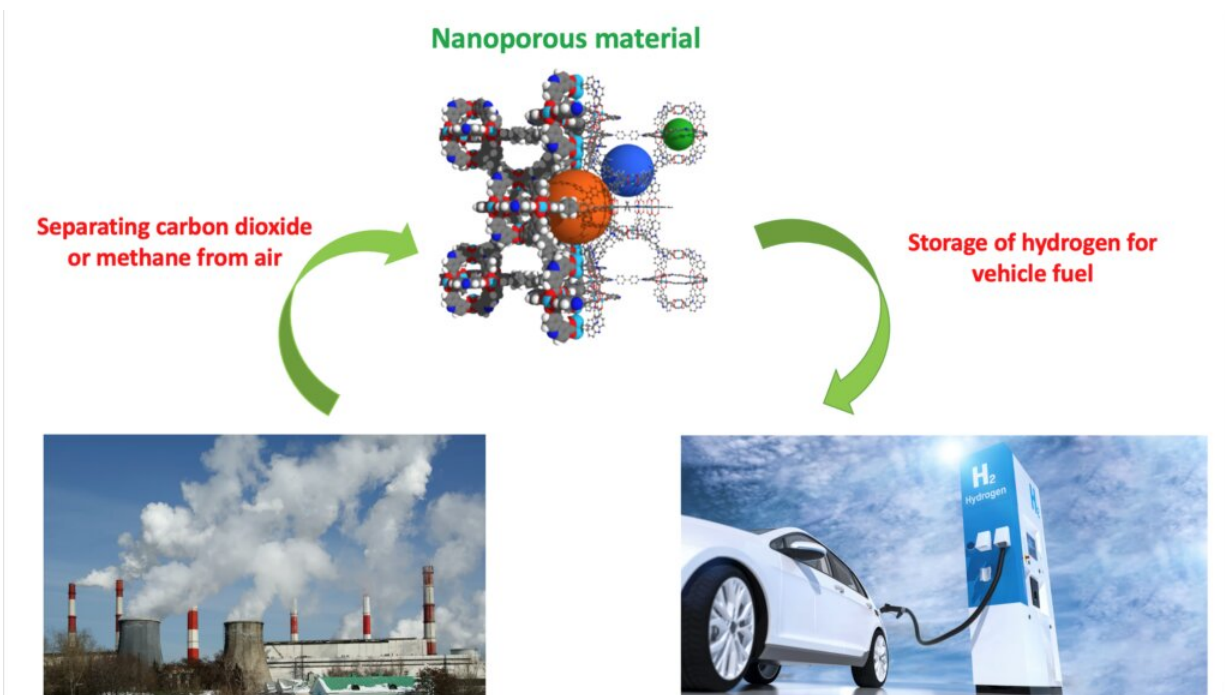 Nanoporous material
Separating carbon dioxide
or methane from air
Storage of hydrogen for
vehicle fuel
H2
Hydrogen